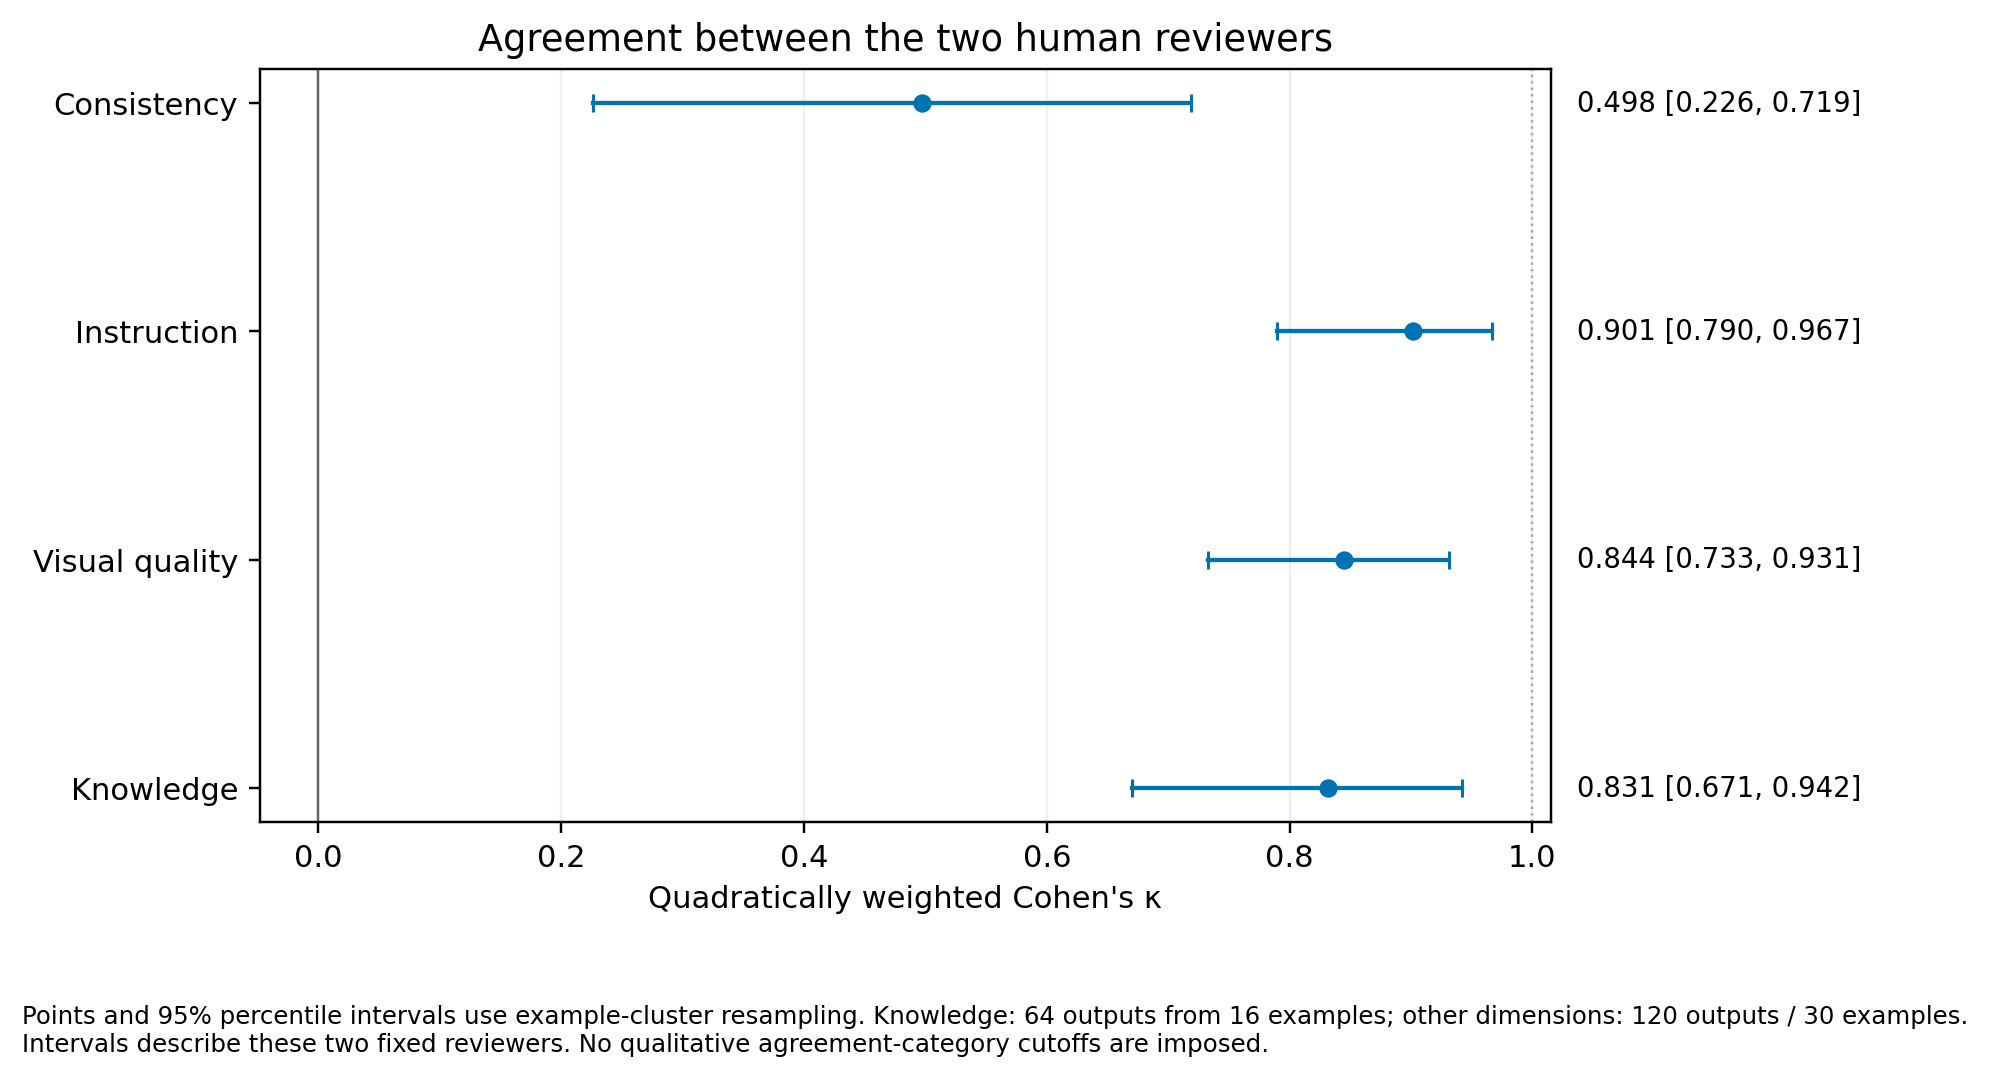 Agreement between the two human reviewers
Consistency
0.498 [0.226, 0.719]
Instruction
0.901 [0.790, 0.967]
Visual quality
0.844 [0.733, 0.931]
Knowledge
0.831 [0.671, 0.942]
0.0 0.2 0.4 0.6 0.8 1.0
Quadratically weighted Cohen's κ
Points and 95% percentile intervals use example-cluster resampling. Knowledge: 64 outputs from 16 examples; other dimensions: 120 outputs / 30 examples.
Intervals describe these two fixed reviewers. No qualitative agreement-category cutoffs are imposed.